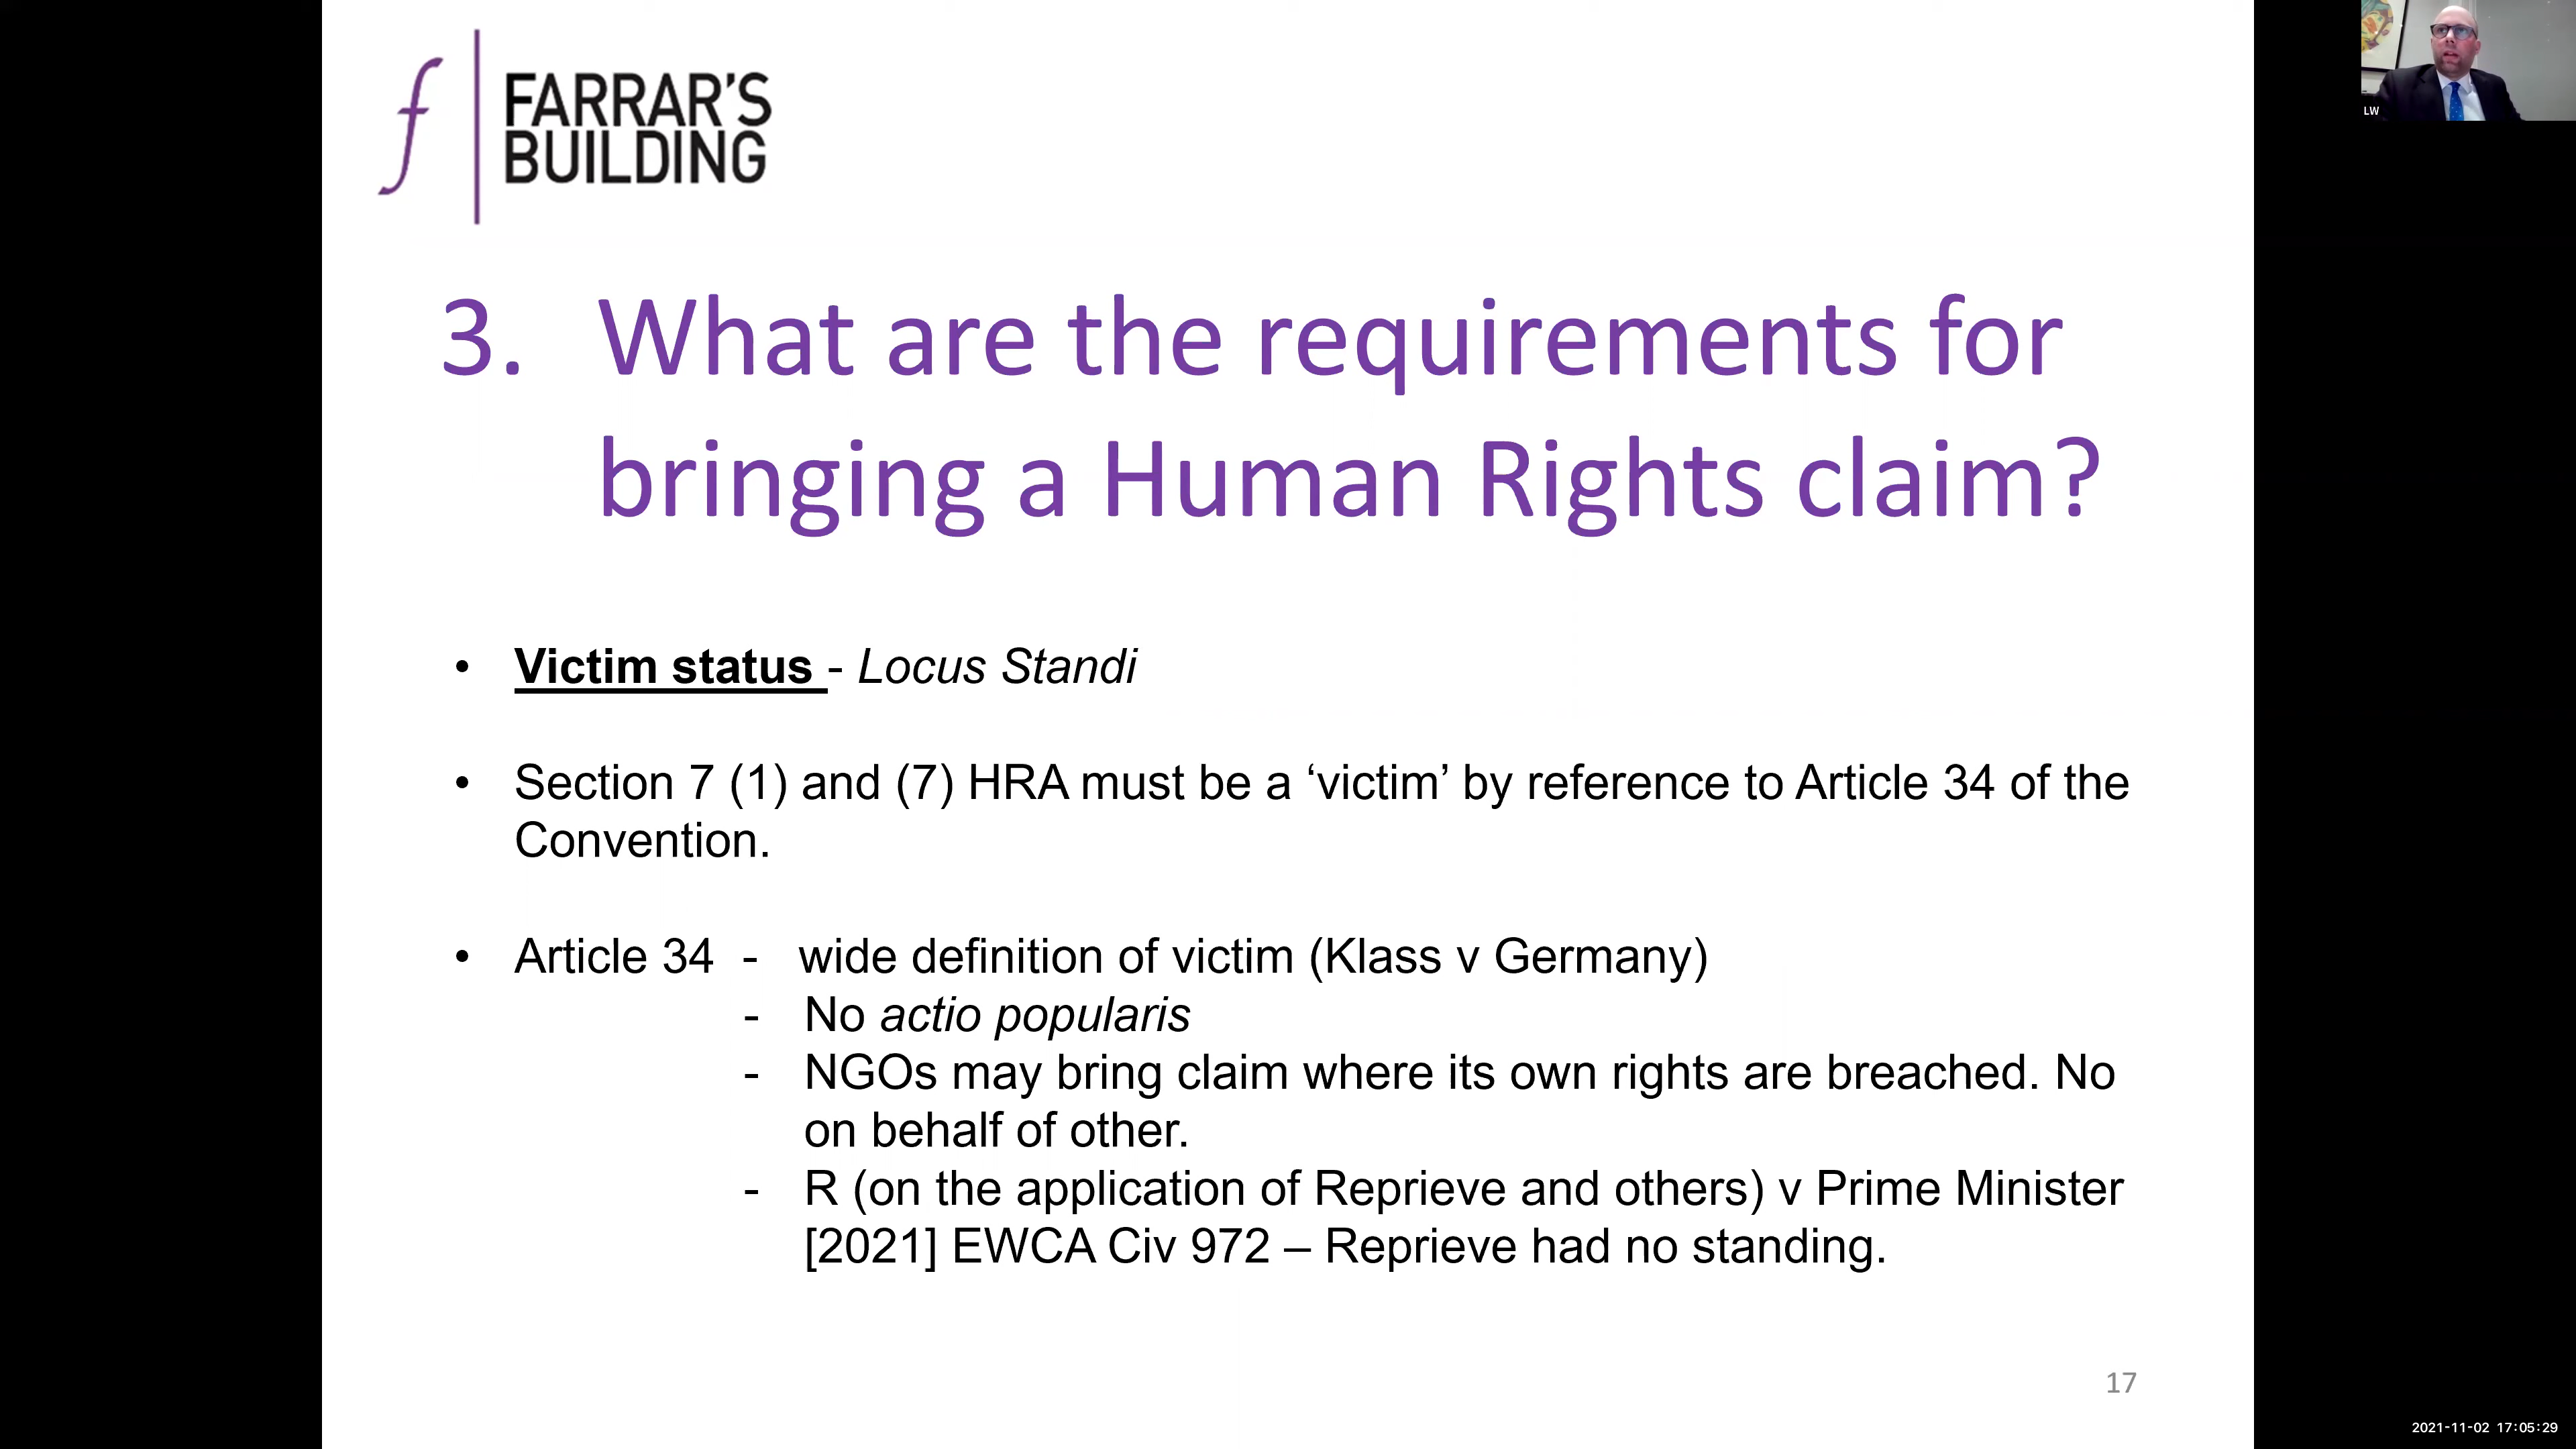 FARRAR'S
BUILDING
LW
3. What are the requirements for
bringing a Human Rights claim?
• Victim status - Locus Standi
• Section 7 (1) and (7) HRA must be a ‘victim’ by reference to Article 34 of the
Convention.
• Article 34 - wide definition of victim (Klass v Germany)
- No actio popularis
- NGOs may bring claim where its own rights are breached. No
on behalf of other.
- R (on the application of Reprieve and others) v Prime Minister
[2021] EWCA Civ 972 – Reprieve had no standing.
17
2021-11-02 17:05:29